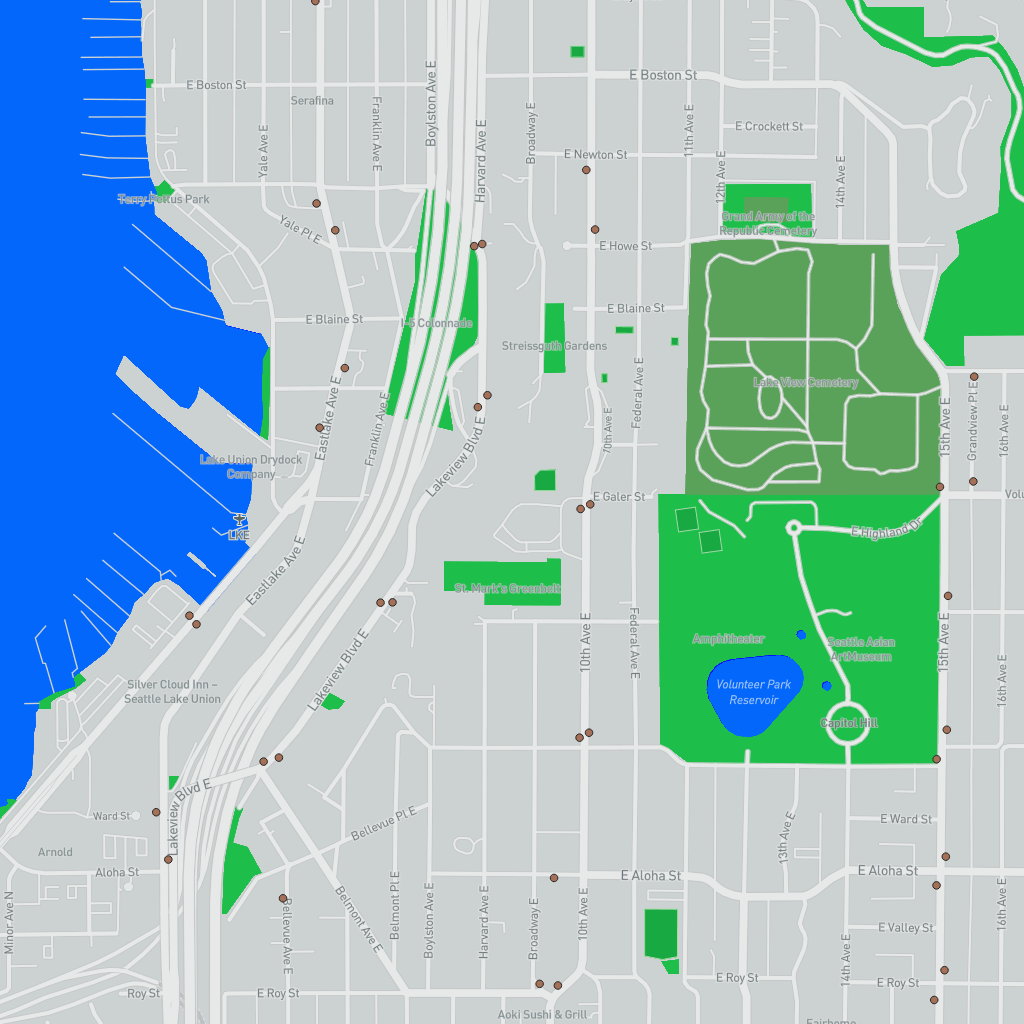 E Boston St
E Boston St
Serafina
Boylston Ave E
Harvard Ave E
Franklin Ave E
Yale Ave E
Broadway E
11th Ave E
E Crockett St
E Newton St
12th Ave E
14th Ave E
Terry Pettus Park
Yale Pl E
Grand Army of the
Republic Cemetery
E Howe St
E Blaine St
I-5 Colonnade
E Blaine St
Steissguth Gardens
Federal Ave E
Lake View Cemetery
Eastlake Ave E
Franklin Ave E
10th Ave E
15th Ave E
Grandview Pl E
16th Ave E
Lake Union Drydock
Company
Lakeview Blvd E
E Galer St
Volu
LKE
E Highland Dr
Eastlake Ave E
St. Mark's Greenbelt
10th Ave E
Federal Ave E
Amphitheater
Seattle Asian
ArtMuseum
15th Ave E
16th Ave E
Lakeview Blvd E
Silver Cloud Inn –
Seattle Lake Union
Volunteer Park
Reservoir
Capitol Hill
Lakeview Blvd E
Ward St
Bellevue Pl E
13th Ave E
E Ward St
Arnold
Aloha St
E Aloha St
E Aloha St
Minor Ave N
Bellevue Ave E
Belmont Ave E
Belmont Pl E
Boylston Ave E
Harvard Ave E
Broadway E
10th Ave E
14th Ave E
16th Ave E
E Valley St
Roy St
E Roy St
E Roy St
E Roy St
Aoki Sushi & Grill
Fairhome